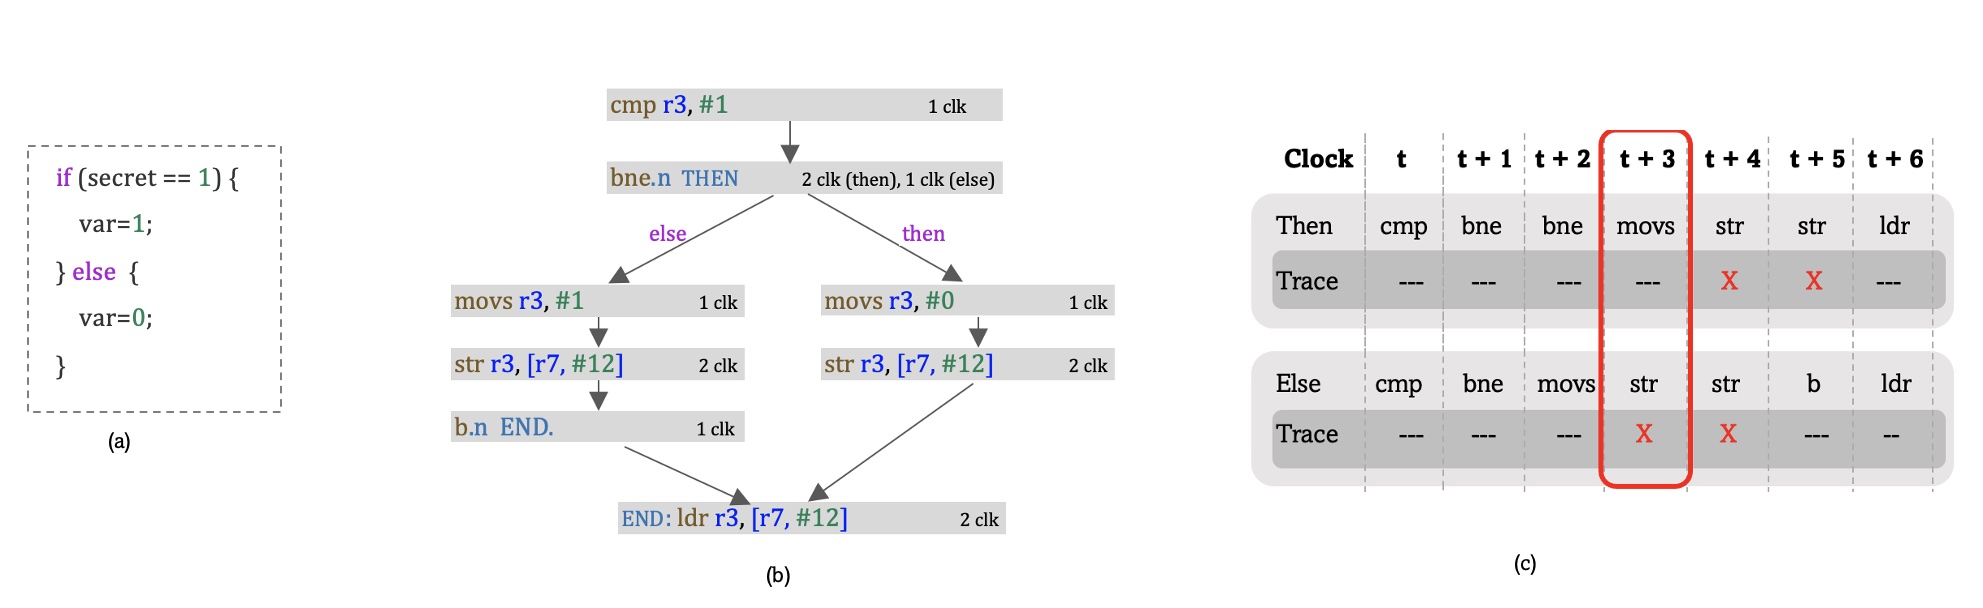 if (secret == 1) {
var=1;
} else {
var=0;
}
(a)
cmp r3, #1 1 clk
bne.n THEN 2 clk (then), 1 clk (else)
else then
movs r3, #1 1 clk
movs r3, #0 1 clk
str r3, [r7, #12] 2 clk
str r3, [r7, #12] 2 clk
b.n END. 1 clk
END: ldr r3, [r7, #12] 2 clk
(b)
Clock t t + 1 t + 2 t + 3 t + 4 t + 5 t + 6
Then cmp bne bne movs str str ldr
Trace --- --- --- --- X X ---
Else cmp bne movs str str b ldr
Trace --- --- --- X X --- --
(c)